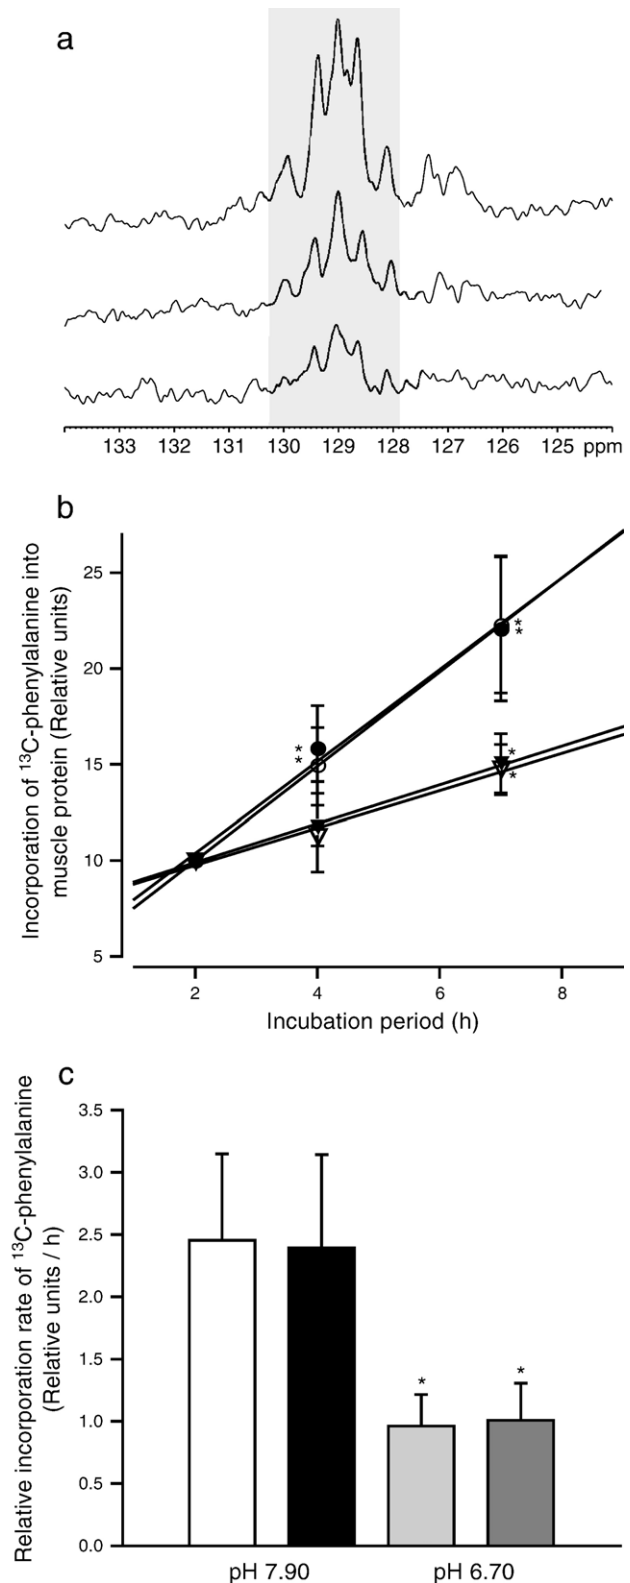 a
133 132 131 130 129 128 127 126 125 ppm
b
Incorporation of ¹³C-phenylalanine into
muscle protein (Relative units)
25
20
15
10
5
*
*
*
*
*
*
2 4 6 8
Incubation period (h)
c
Relative incorporation rate of ¹³C-phenylalanine
(Relative units / h)
3.5
3.0
2.5
2.0
1.5
1.0
0.5
0.0
* *
pH 7.90 pH 6.70